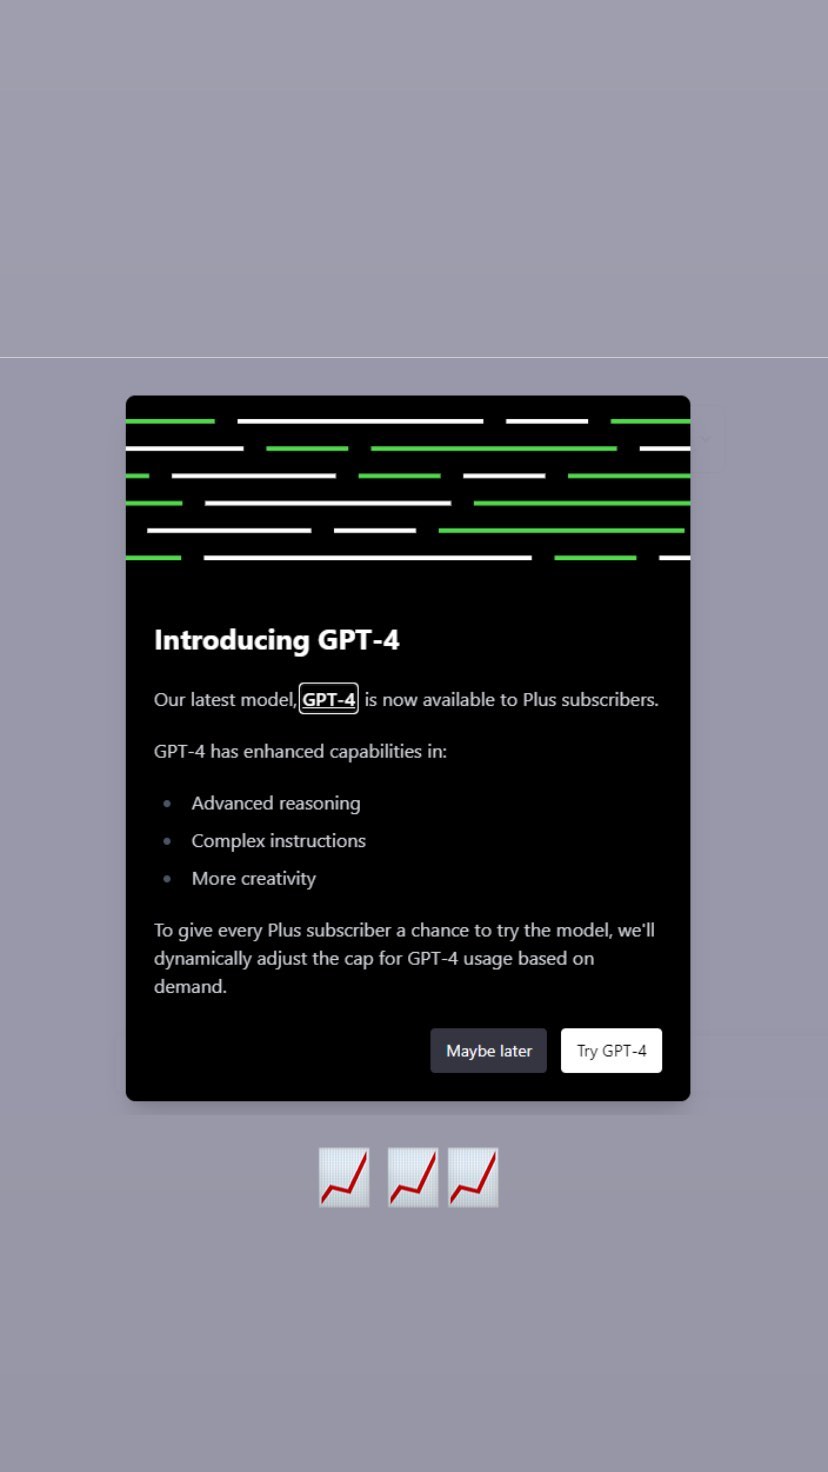 Introducing GPT-4
Our latest model, GPT-4 is now available to Plus subscribers.
GPT-4 has enhanced capabilities in:
Advanced reasoning
Complex instructions
More creativity
To give every Plus subscriber a chance to try the model, we'll
dynamically adjust the cap for GPT-4 usage based on
demand.
Maybe later
Try GPT-4